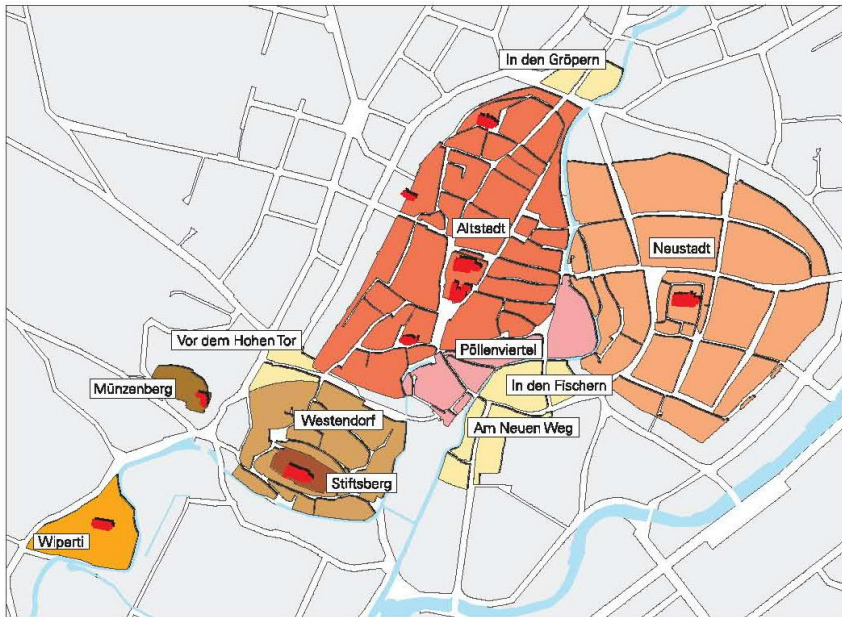 In den Gröpern
Altstadt
Neustadt
Vor dem Hohen Tor
Pöllenviertel
Münzenberg
In den Fischern
Westendorf
Am Neuen Weg
Stiftsberg
Wiperti